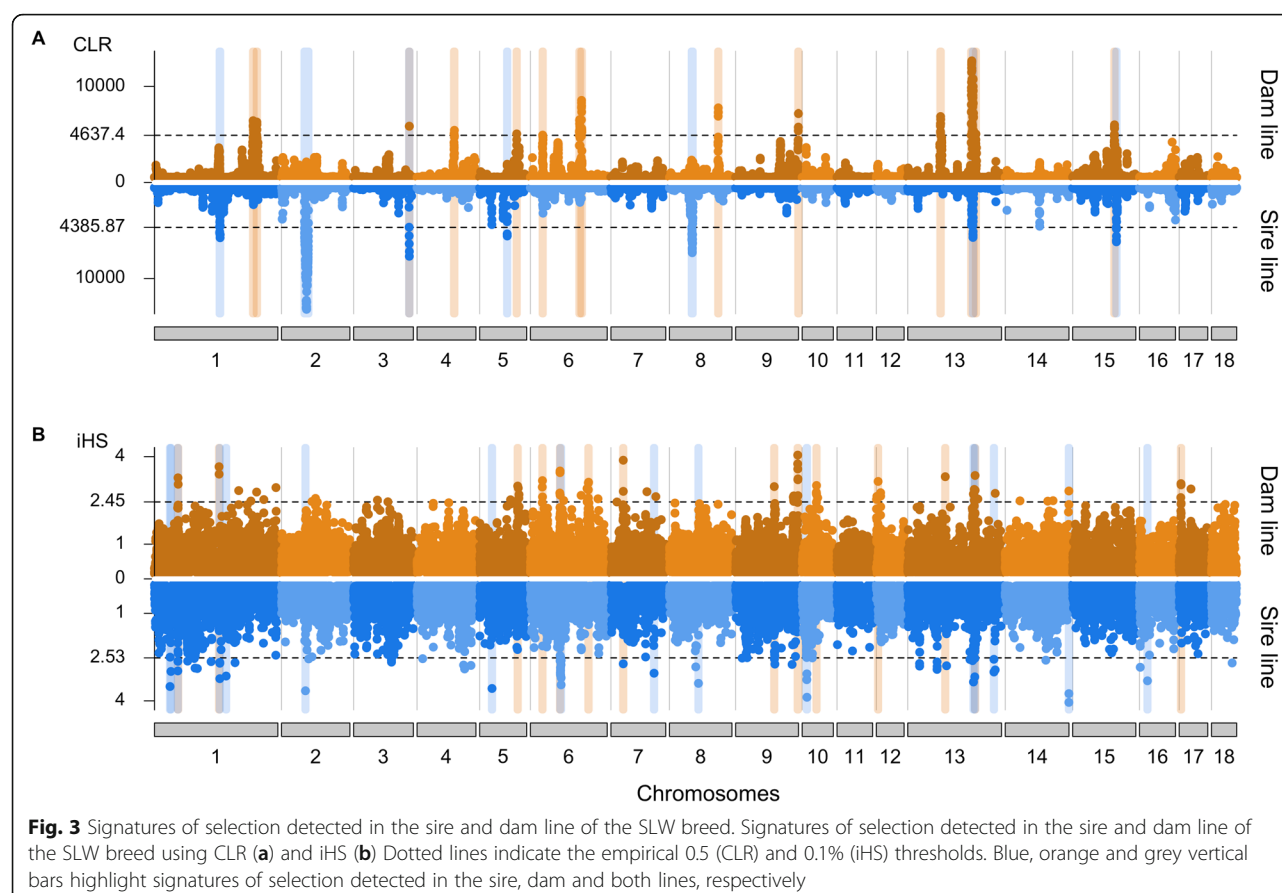 A
CLR
10000
4637.4
0
4385.87
10000
Dam line
Sire line
1 2 3 4 5 6 7 8 9 10 11 12 13 14 15 16 17 18
B
iHS
4
2.45
1
0
1
2.53
4
Dam line
Sire line
1 2 3 4 5 6 7 8 9 10 11 12 13 14 15 16 17 18
Chromosomes
Fig. 3 Signatures of selection detected in the sire and dam line of the SLW breed. Signatures of selection detected in the sire and dam line of
the SLW breed using CLR (a) and iHS (b) Dotted lines indicate the empirical 0.5 (CLR) and 0.1% (iHS) thresholds. Blue, orange and grey vertical
bars highlight signatures of selection detected in the sire, dam and both lines, respectively